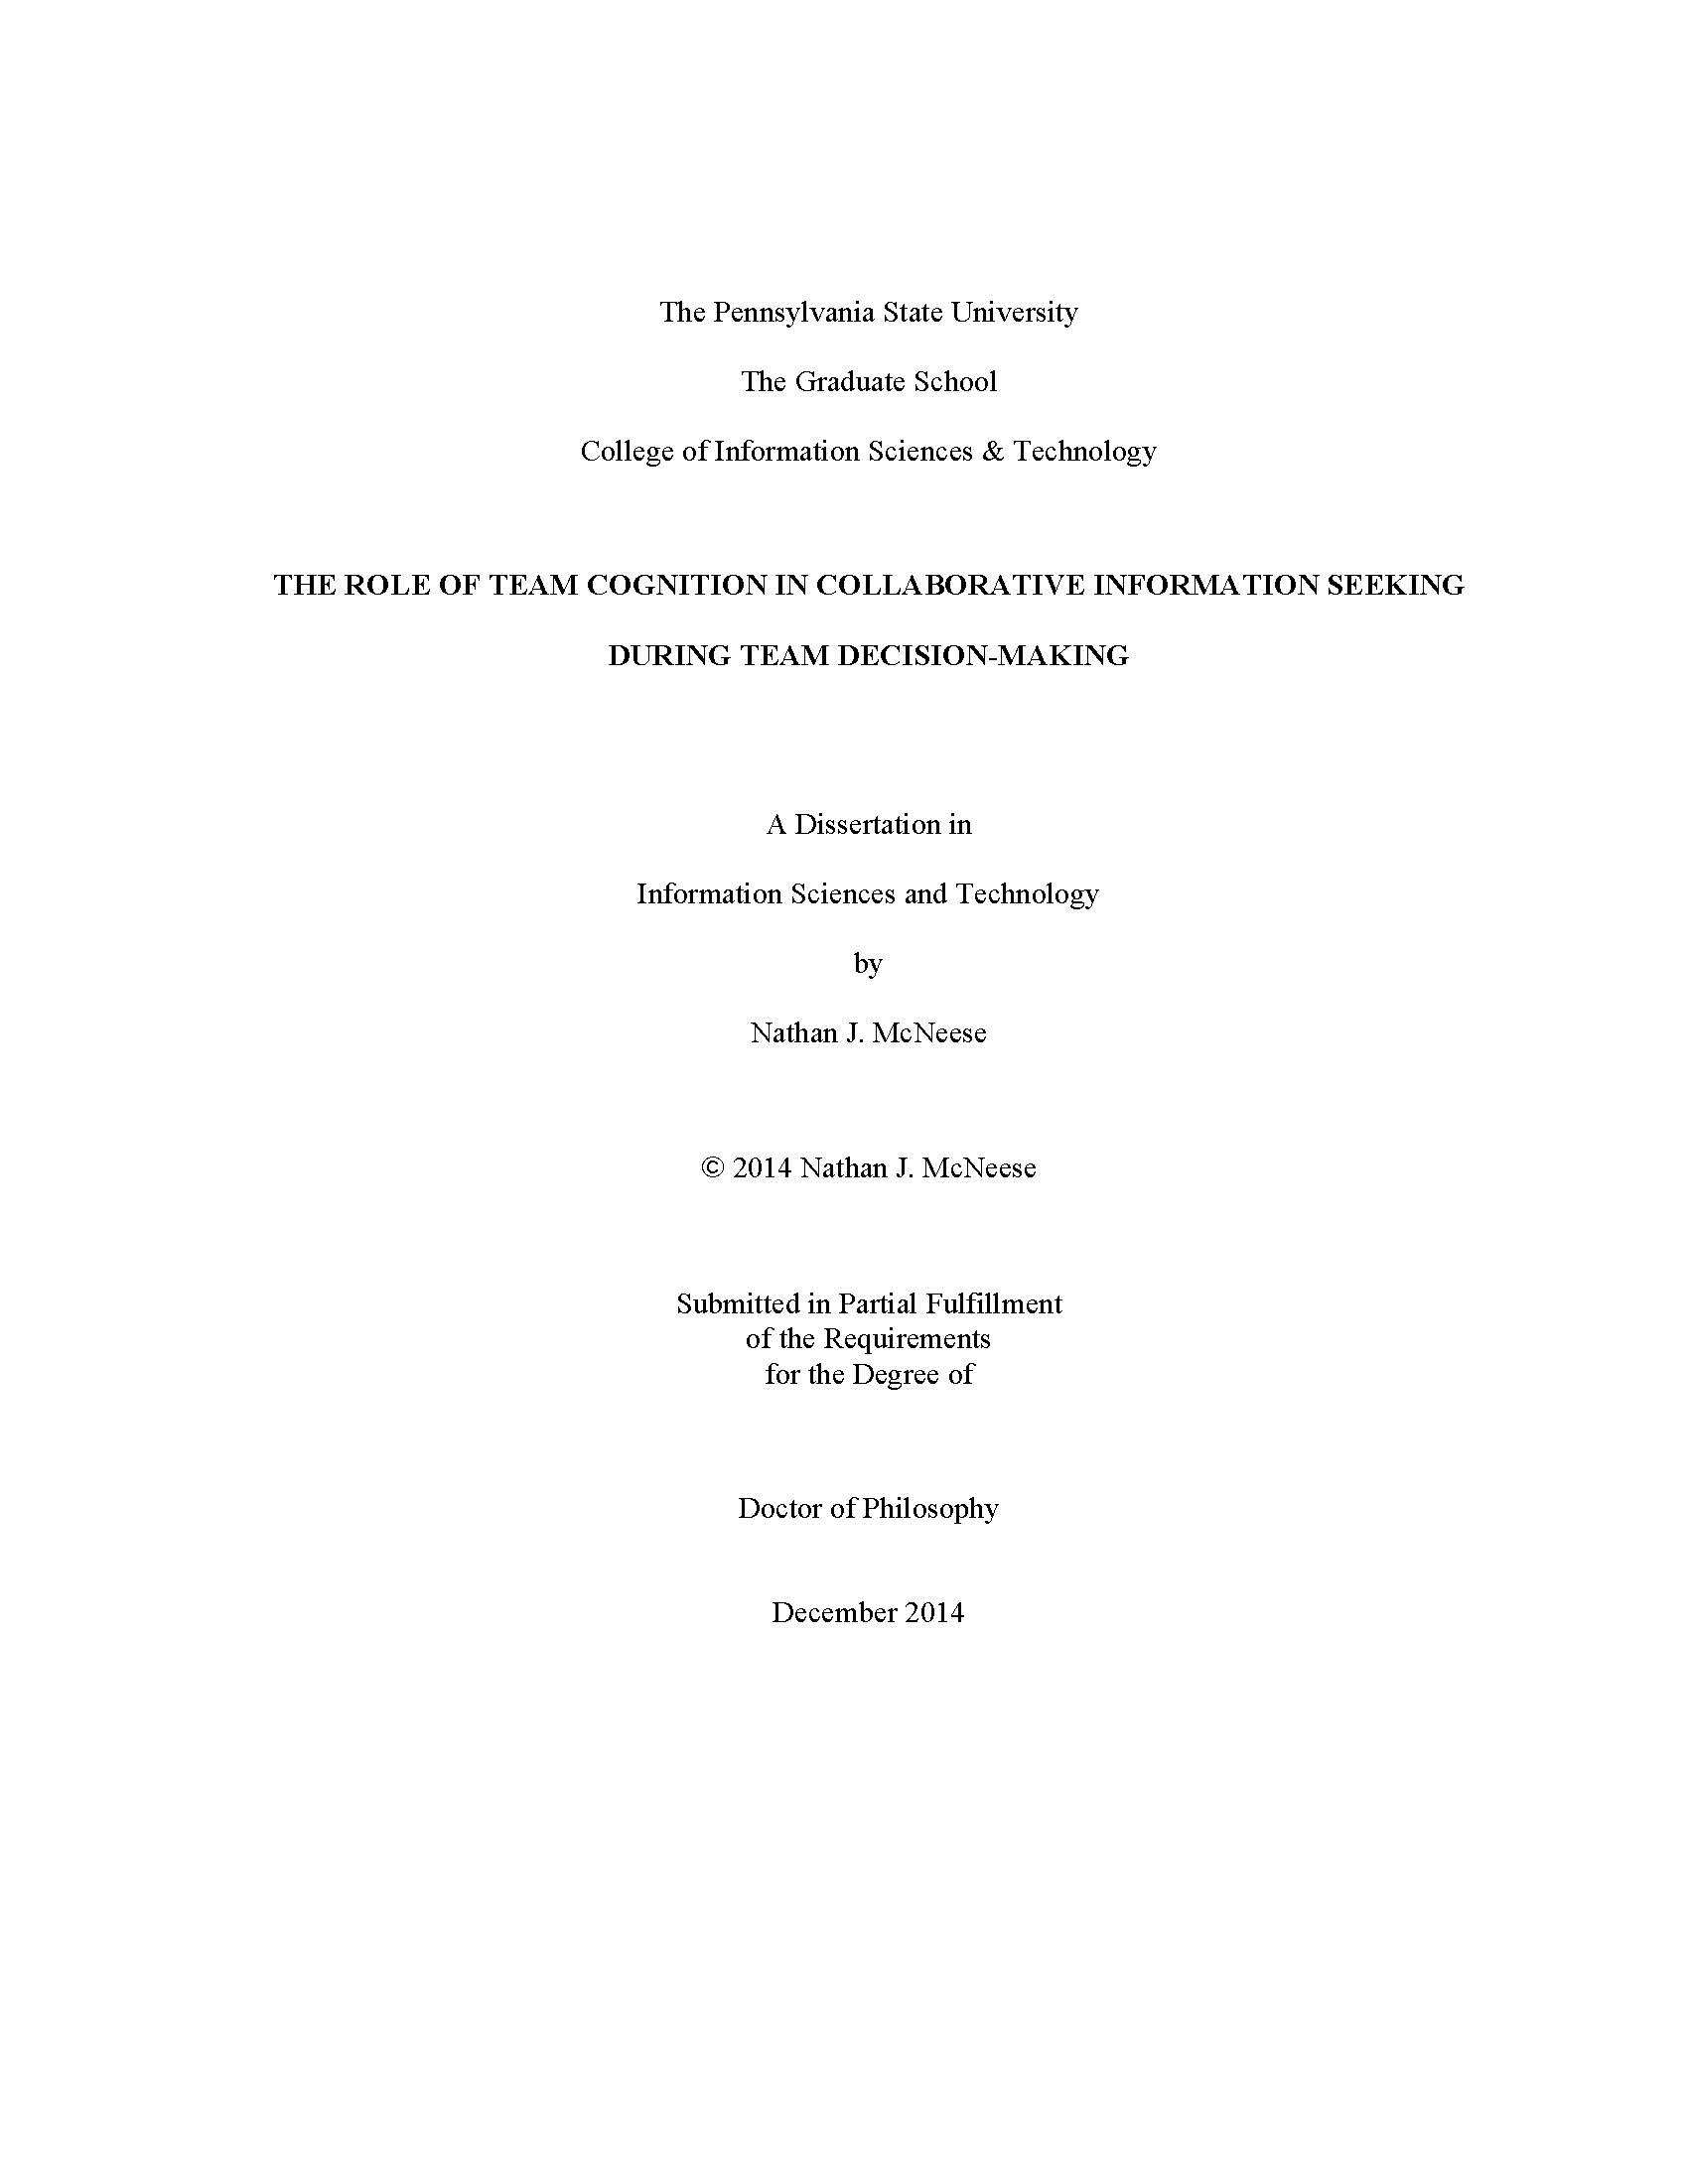 The Pennsylvania State University
The Graduate School
College of Information Sciences & Technology
THE ROLE OF TEAM COGNITION IN COLLABORATIVE INFORMATION SEEKING
DURING TEAM DECISION-MAKING
A Dissertation in
Information Sciences and Technology
by
Nathan J. McNeese
© 2014 Nathan J. McNeese
Submitted in Partial Fulfillment
of the Requirements
for the Degree of
Doctor of Philosophy
December 2014